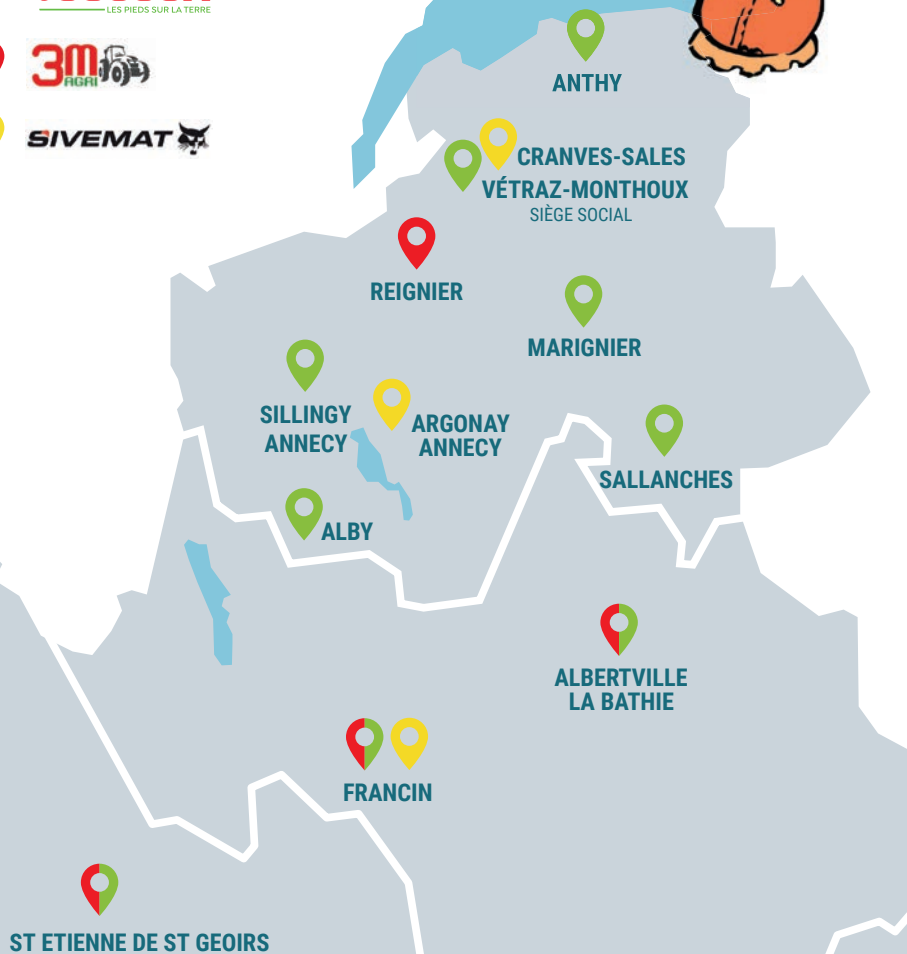 LES PIEDS SUR LA TERRE
3m
AGRI
SIVEMAT
ANTHY
CRANVES-SALES
VÉTRAZ-MONTHOUX
SIÈGE SOCIAL
REIGNIER
MARIGNIER
SILLINGY
ANNECY
ARGONAY
ANNECY
SALLANCHES
ALBY
ALBERTVILLE
LA BATHIE
FRANCIN
ST ETIENNE DE ST GEOIRS